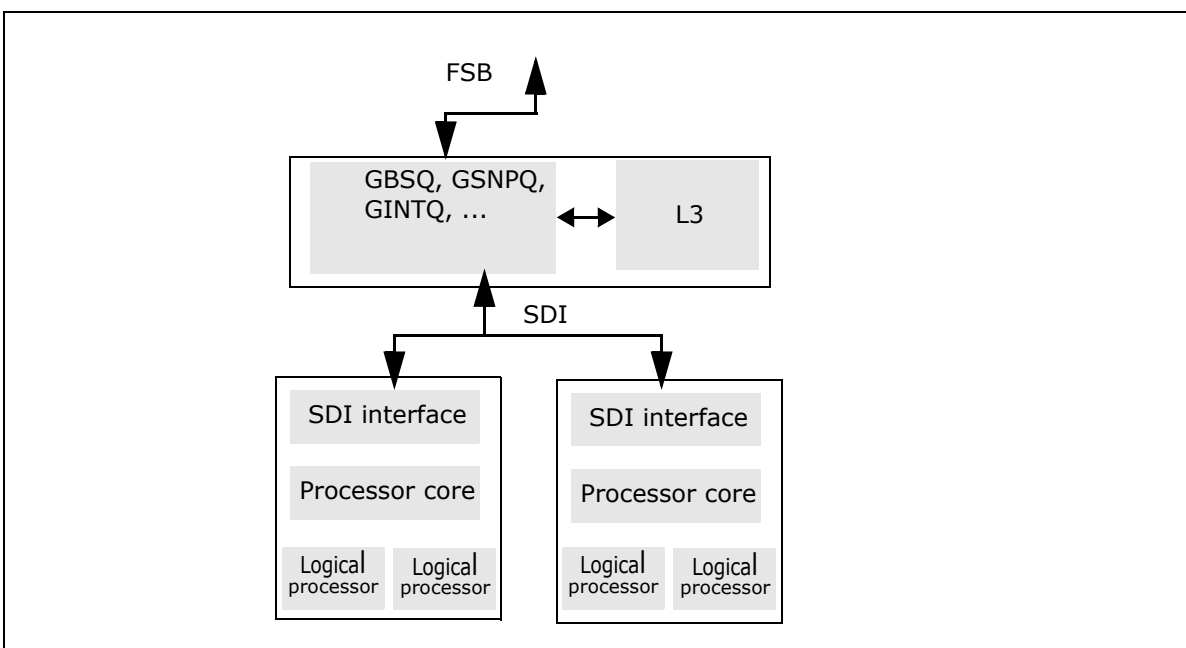 FSB
GBSQ, GSNPQ,
GINTQ, ...
L3
SDI
SDI interface
Processor core
Logical
processor
Logical
processor
SDI interface
Processor core
Logical
processor
Logical
processor